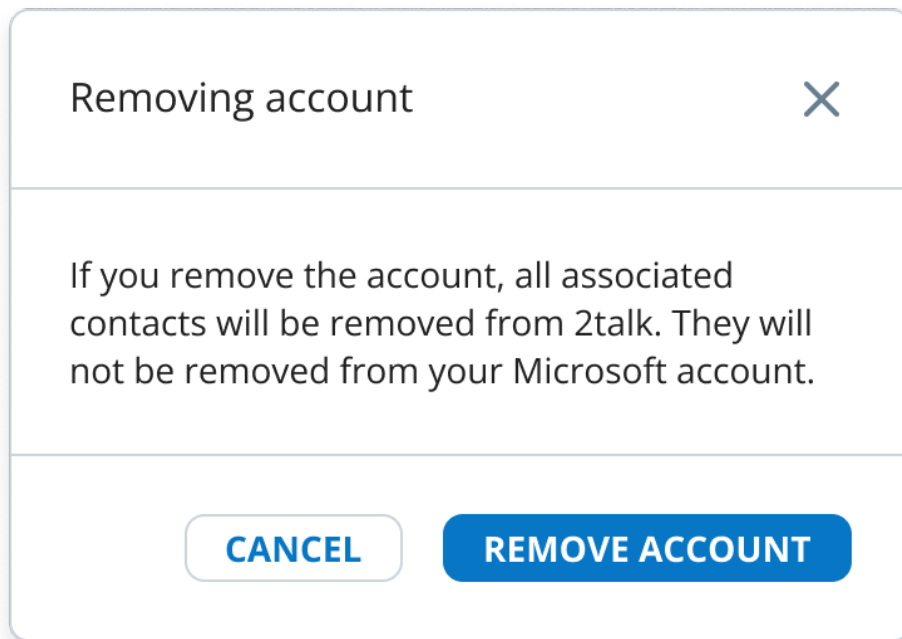 Removing account
If you remove the account, all associated
contacts will be removed from 2talk. They will
not be removed from your Microsoft account.
CANCEL
REMOVE ACCOUNT